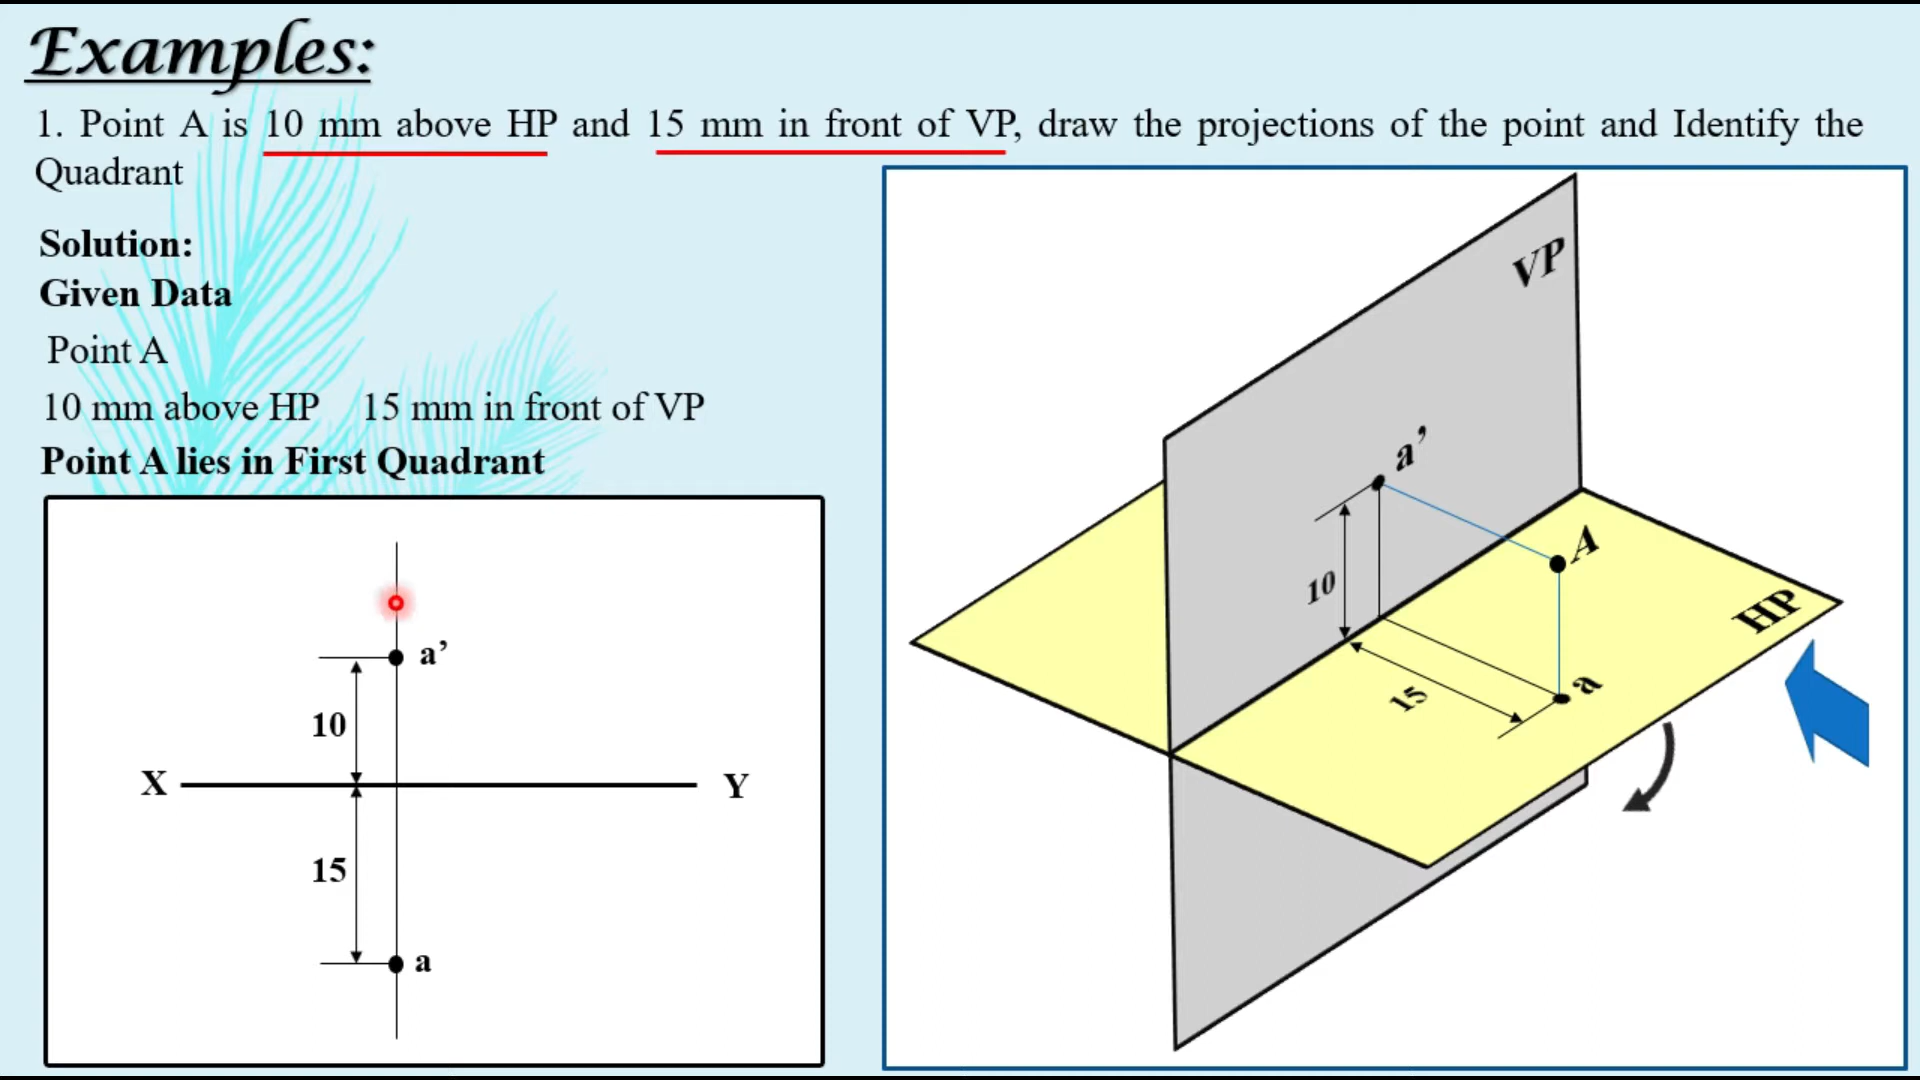 Examples:
1. Point A is 10 mm above HP and 15 mm in front of VP, draw the projections of the point and Identify the
Quadrant
Solution:
Given Data
Point A
10 mm above HP 15 mm in front of VP
Point A lies in First Quadrant
a’
10
X
Y
15
a
VP
a’
A
10
HP
15
a